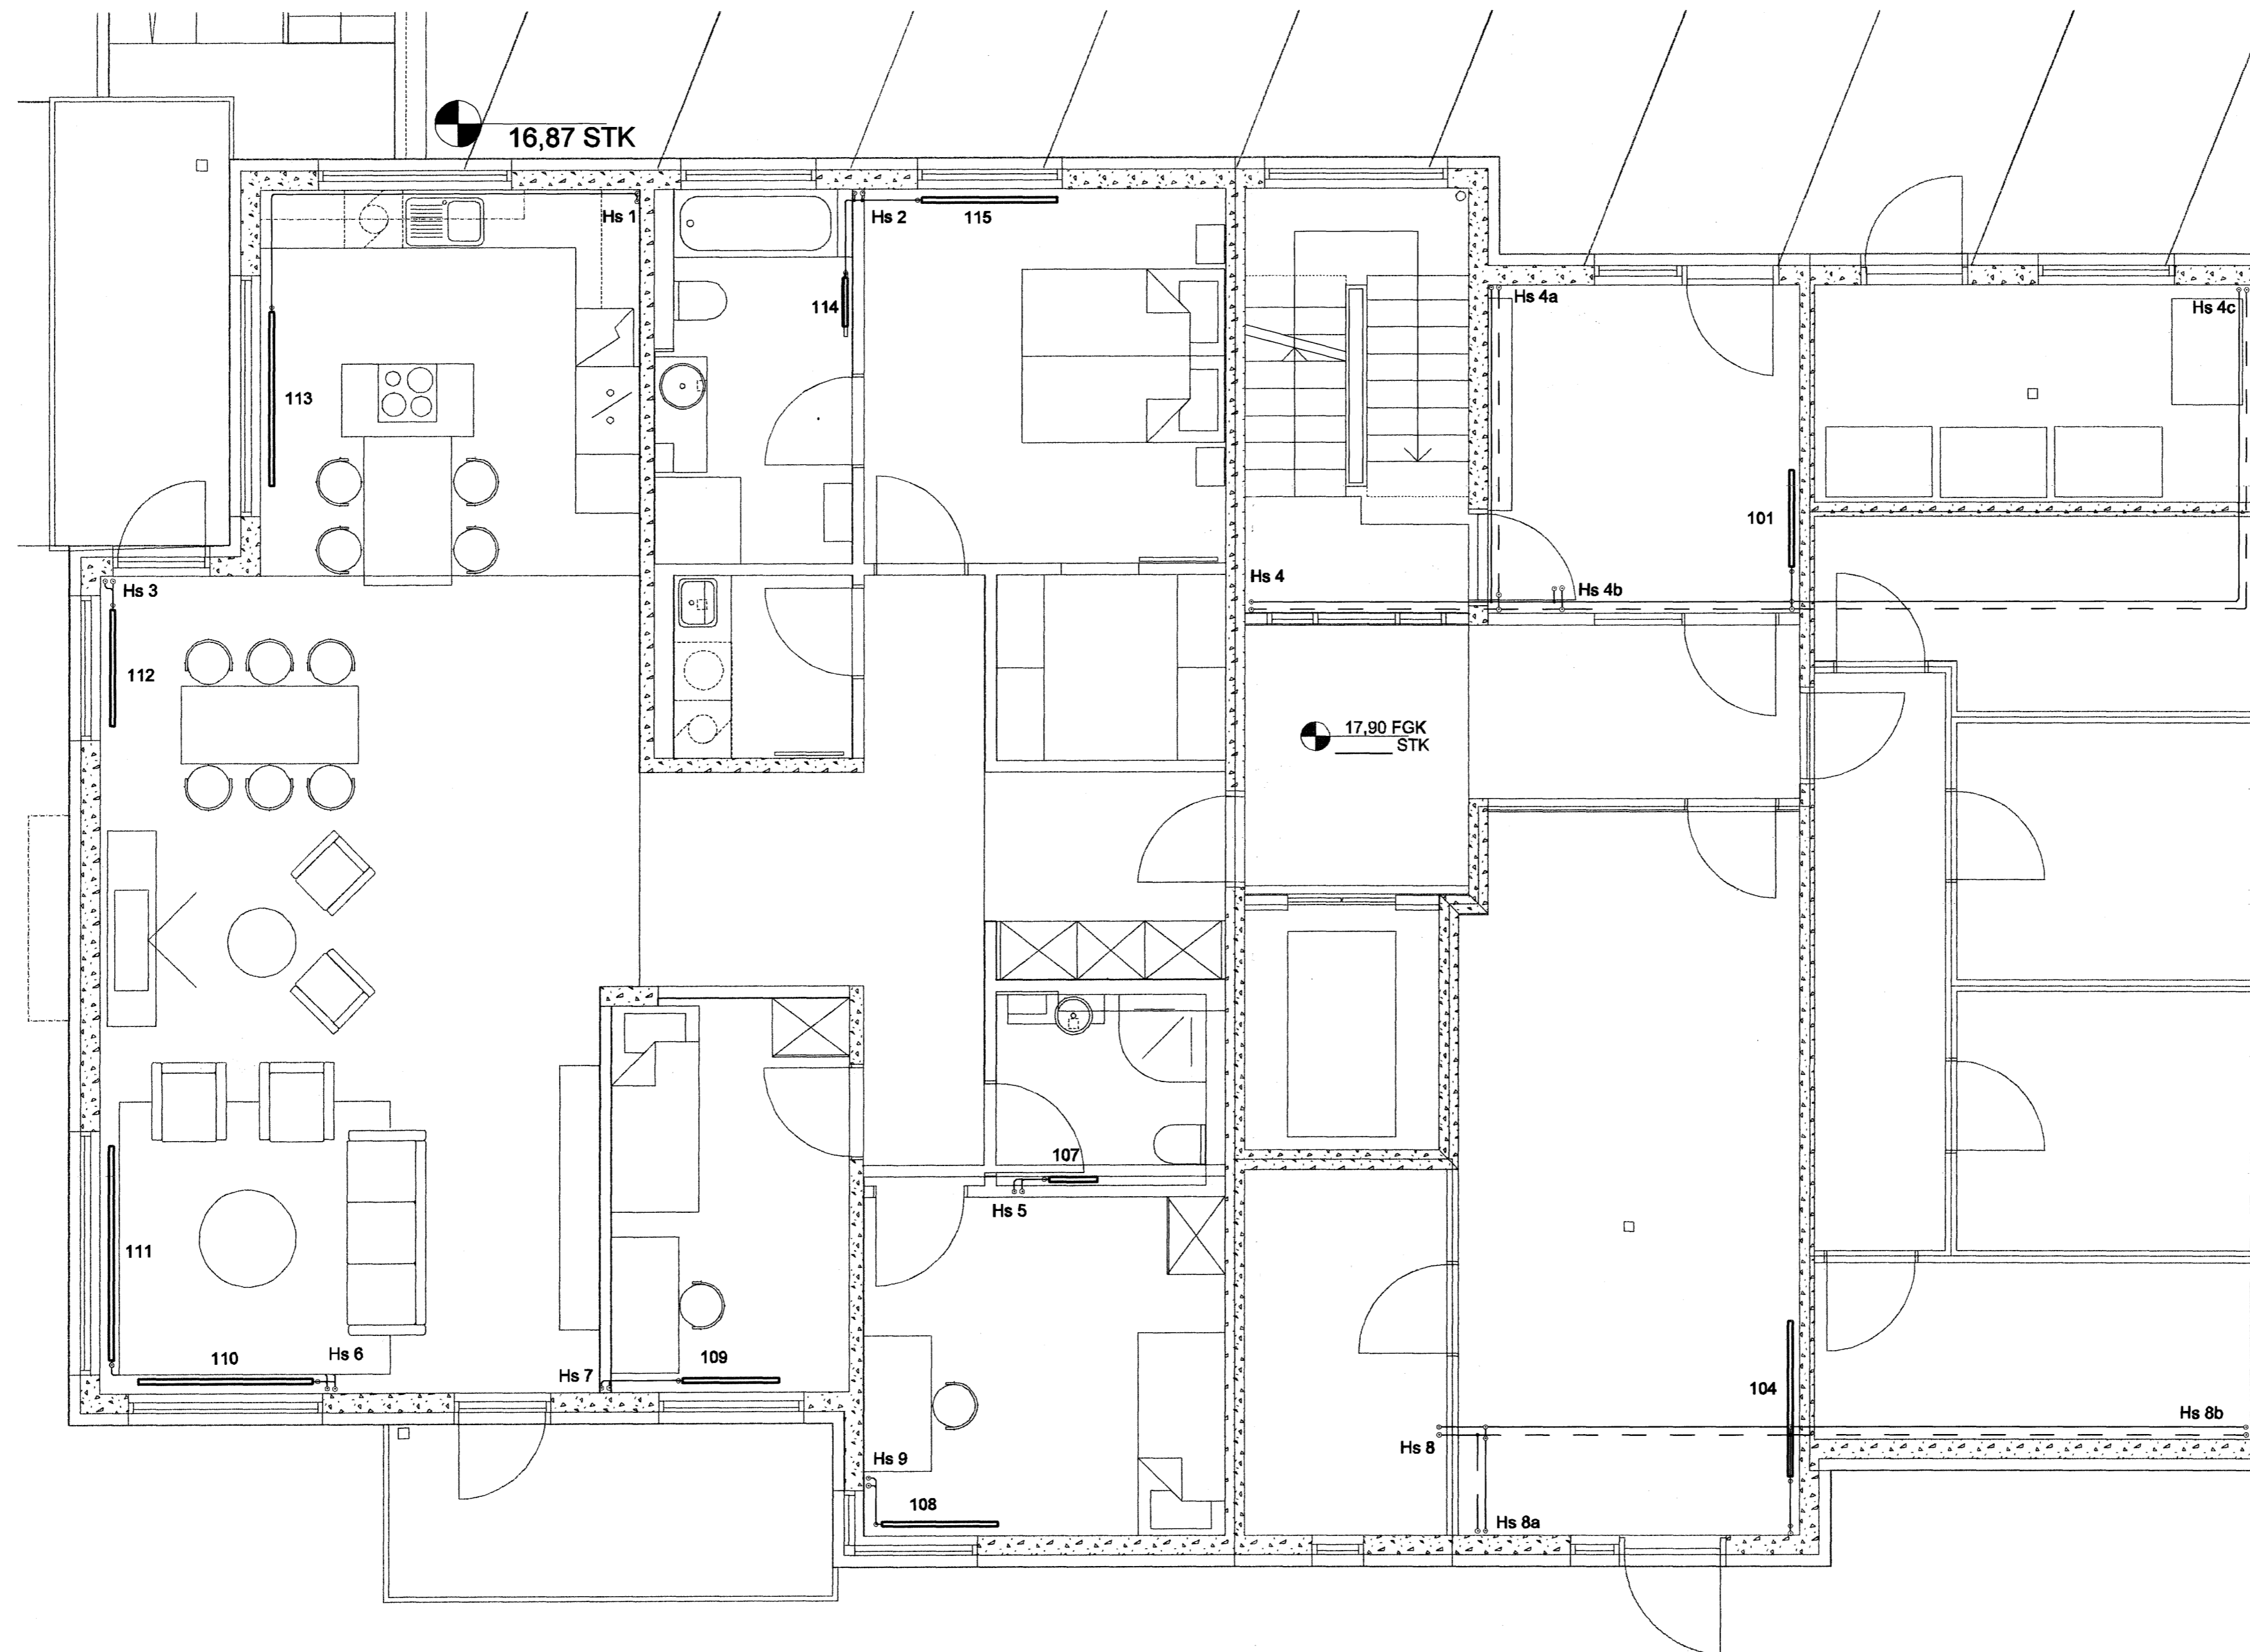 16,87 STK
Hs 1
Hs 2
115
Hs 4a
Hs 4c
114
113
101
Hs 4
Hs 4b
Hs 3
112
17,90 FGK
STK
107
Hs 5
111
110
Hs 6
Hs 7
109
104
Hs 8b
Hs 8
Hs 9
108
Hs 8a